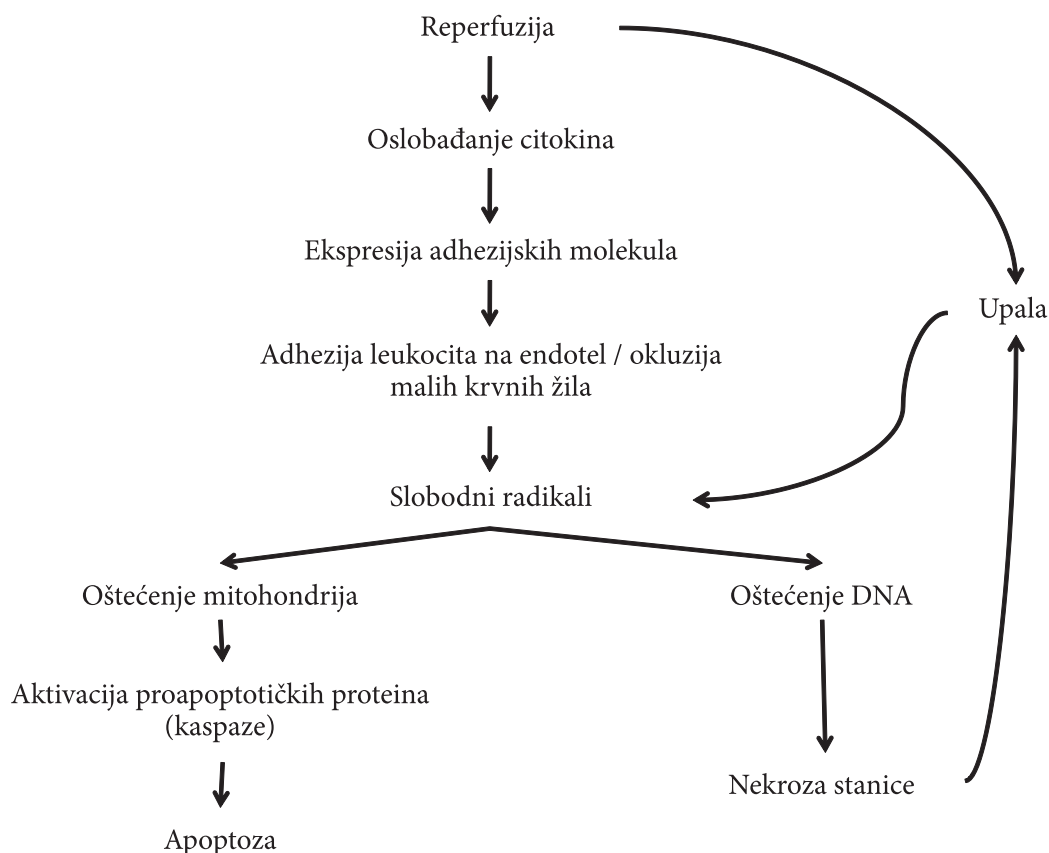 Reperfuzija
Oslobađanje citokina
Ekspresija adhezijskih molekula
Upala
Adhezija leukocita na endotel / okluzija
malih krvnih žila
Slobodni radikali
Oštećenje mitohondrija
Oštećenje DNA
Aktivacija proapoptotičkih proteina
(kaspaze)
Nekroza stanice
Apoptoza